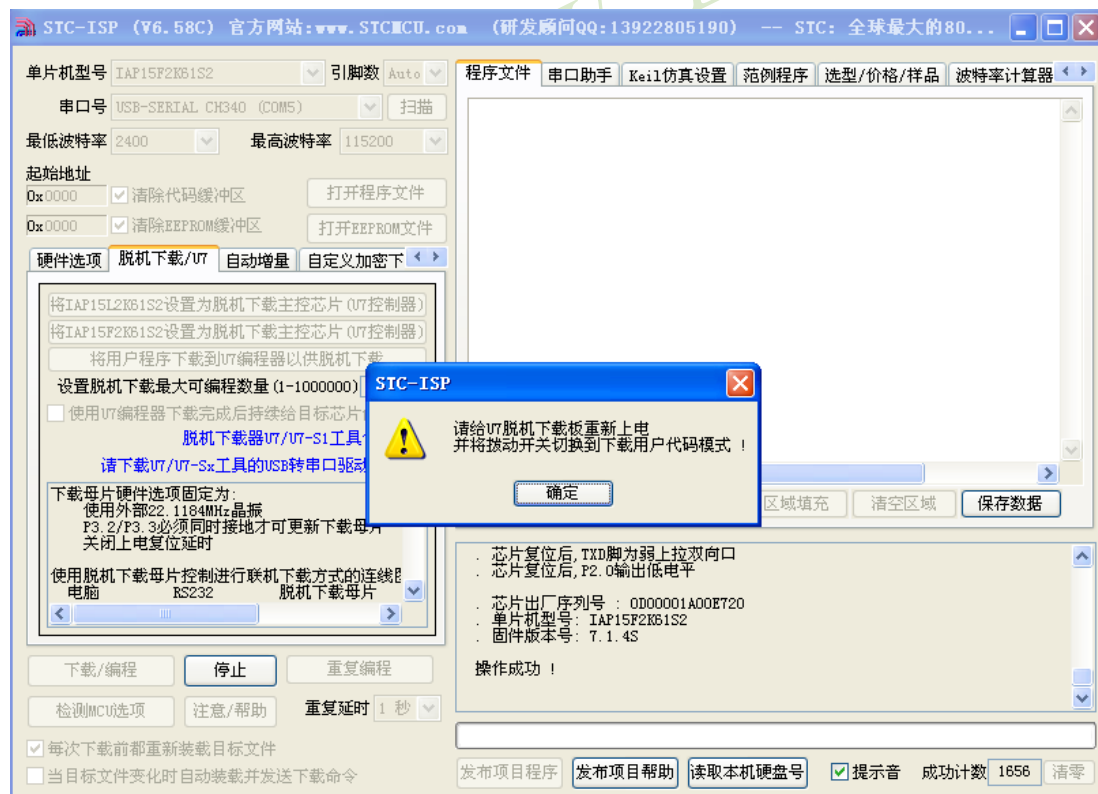 STC-ISP (V6.58C) 官方网站:www.STCMCU.com (研发顾问QQ:13922805190) -- STC: 全球最大的80...
单片机型号 IAP15F2K61S2 引脚数 Auto
串口号 USB-SERIAL CH340 (COM5) 扫描
最低波特率 2400 最高波特率 115200
起始地址
0x0000 清除代码缓冲区 打开程序文件
0x0000 清除EEPROM缓冲区 打开EEPROM文件
硬件选项 脱机下载/U7 自动增量 自定义加密下
将IAP15L2K61S2设置为脱机下载主控芯片(U7控制器)
将IAP15F2K61S2设置为脱机下载主控芯片(U7控制器)
将用户程序下载到U7编程器以供脱机下载
设置脱机下载最大可编程数量(1-1000000)
使用U7编程器下载完成后持续给目标芯片
脱机下载器U7/U7-S1工具
请下载U7/U7-Sx工具的USB转串口驱动
下载母片硬件选项固定为:
使用外部22.1184MHz晶振
P3.2/P3.3必须同时接地才可更新下载母片
关闭上电复位延时
使用脱机下载母片控制进行联机下载方式的连线
电脑 RS232 脱机下载母片
下载/编程 停止 重复编程
检测MCU选项 注意/帮助 重复延时 1 秒
每次下载前都重新装载目标文件
当目标文件变化时自动装载并发送下载命令
程序文件 串口助手 Keil仿真设置 范例程序 选型/价格/样品 波特率计算器
STC-ISP
请给U7脱机下载板重新上电
并将拨动开关切换到下载用户代码模式 !
确定
区域填充 清空区域 保存数据
. 芯片复位后,TXD脚为弱上拉双向口
. 芯片复位后,P2.0输出低电平
. 芯片出厂序列号 : 0D00001A00E720
. 单片机型号: IAP15F2K61S2
. 固件版本号: 7.1.4S
操作成功 !
发布项目程序 发布项目帮助 读取本机硬盘号 提示音 成功计数 1656 清零